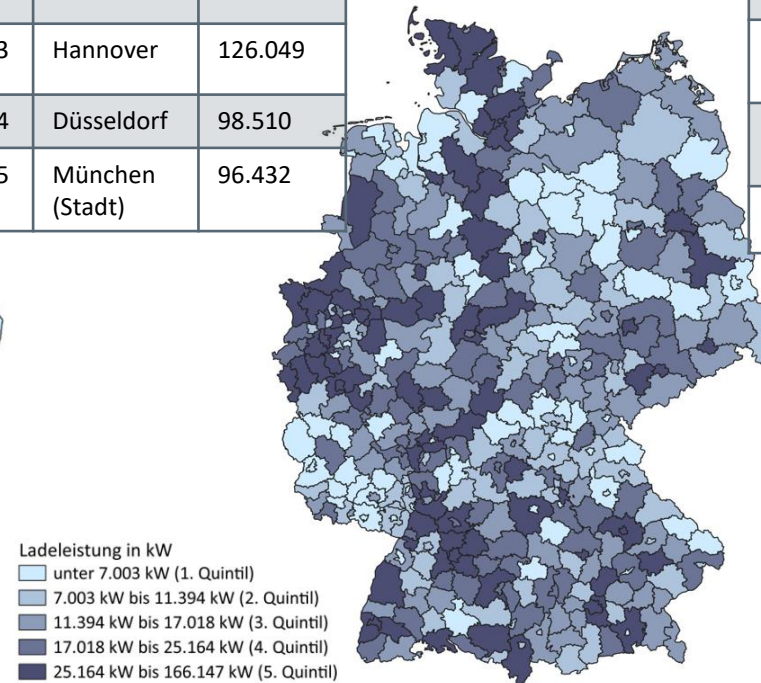 3 Hannover 126.049
4 Düsseldorf 98.510
5 München 96.432
(Stadt)
Ladeleistung in kW
unter 7.003 kW (1. Quintil)
7.003 kW bis 11.394 kW (2. Quintil)
11.394 kW bis 17.018 kW (3. Quintil)
17.018 kW bis 25.164 kW (4. Quintil)
25.164 kW bis 166.147 kW (5. Quintil)